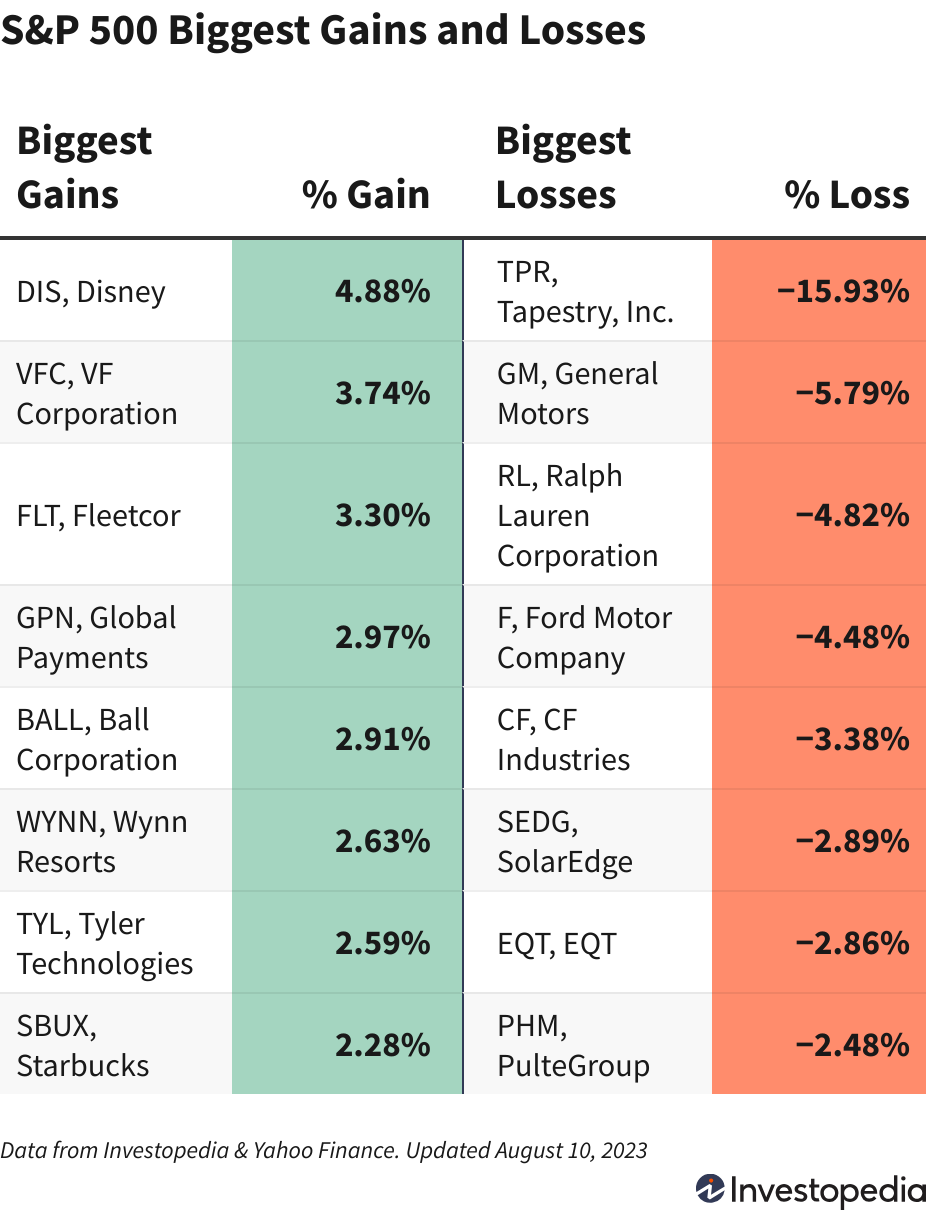 S&P 500 Biggest Gains and Losses
Biggest
Gains
% Gain
Biggest
Losses
% Loss
DIS, Disney
4.88%
TPR,
Tapestry, Inc.
−15.93%
VFC, VF
Corporation
3.74%
GM, General
Motors
−5.79%
FLT, Fleetcor
3.30%
RL, Ralph
Lauren
Corporation
−4.82%
GPN, Global
Payments
2.97%
F, Ford Motor
Company
−4.48%
BALL, Ball
Corporation
2.91%
CF, CF
Industries
−3.38%
WYNN, Wynn
Resorts
2.63%
SEDG,
SolarEdge
−2.89%
TYL, Tyler
Technologies
2.59%
EQT, EQT
−2.86%
SBUX,
Starbucks
2.28%
PHM,
PulteGroup
−2.48%
Data from Investopedia & Yahoo Finance. Updated August 10, 2023
Investopedia